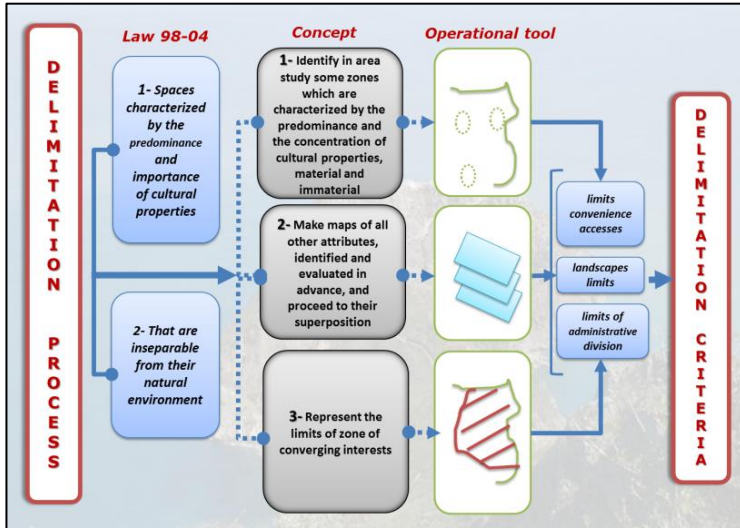 DELIMITATION PROCESS
Law 98-04
1- Spaces
characterized
by the
predominance
and
importance
of cultural
properties
2- That are
inseparable
from their
natural
environment
Concept
1- Identify in area
study some zones
which are
characterized by the
predominance and
the concentration of
cultural properties,
material and
immaterial
2- Make maps of all
other attributes,
identified and
evaluated in
advance, and
proceed to their
superposition
3- Represent the
limits of zone of
converging interests
Operational tool
limits
convenience
accesses
landscapes
limits
limits of
administrative
division
DELIMITATION CRITERIA